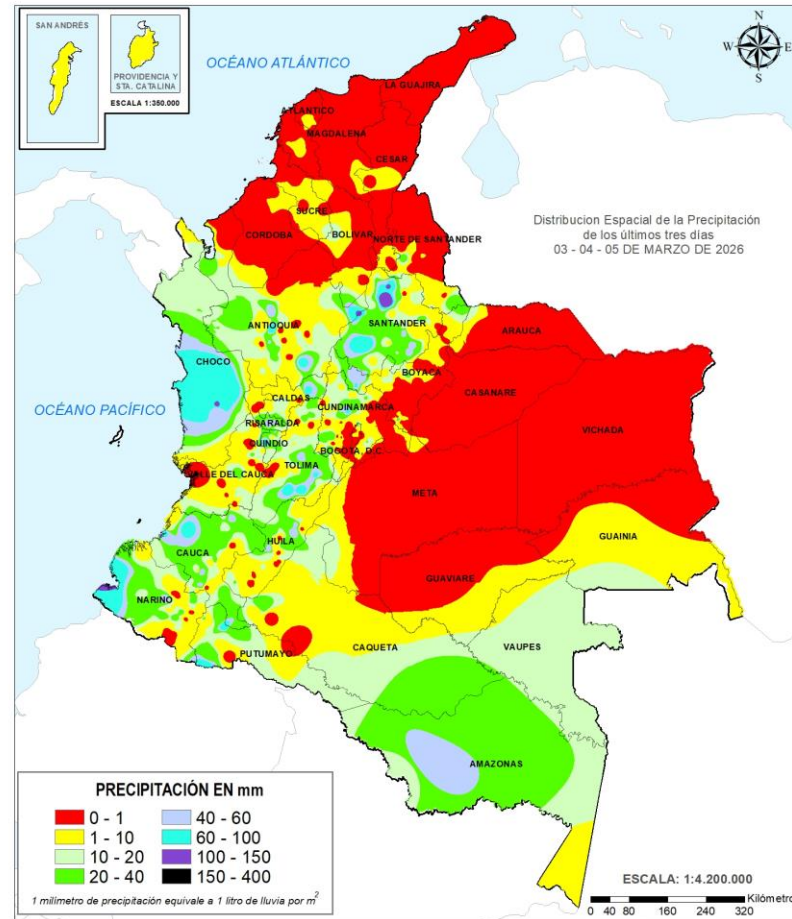 SAN ANDRÉS
PROVIDENCIA Y
STA. CATALINA
ESCALA 1:350.000
OCÉANO ATLÁNTICO
N
W
E
S
LA GUAJIRA
ATLANTICO
MAGDALENA
CESAR
SUCRE
CORDOBA
BOLIVAR
NORTE DE SANTANDER
Distribucion Espacial de la Precipitación
de los últimos tres días
03 - 04 - 05 DE MARZO DE 2026
ANTIOQUIA
SANTANDER
ARAUCA
CHOCO
BOYACA
CASANARE
OCÉANO PACÍFICO
CALDAS
CUNDINAMARCA
RISARALDA
VICHADA
QUINDIO
BOGOTA, D.C.
TOLIMA
VALLE DEL CAUCA
META
GUAINIA
CAUCA
HUILA
GUAVIARE
NARINO
CAQUETA
VAUPES
PUTUMAYO
AMAZONAS
PRECIPITACIÓN EN mm
0 - 1
40 - 60
1 - 10
60 - 100
10 - 20
100 - 150
20 - 40
150 - 400
1 milímetro de precipitación equivale a 1 litro de lluvia por m²
ESCALA: 1:4.200.000
Kilómetro
0 40 80 160 240 320